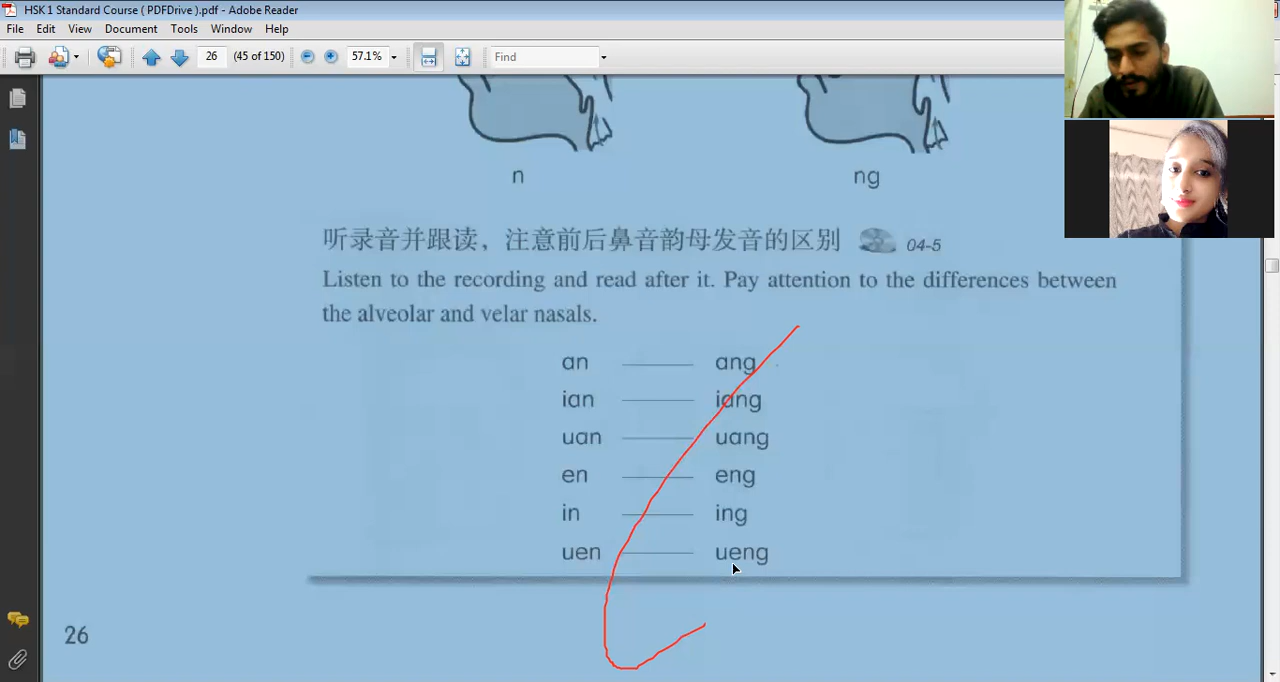 HSK 1 Standard Course ( PDFDrive ).pdf - Adobe Reader
File Edit View Document Tools Window Help
26 (45 of 150) 57.1% Find
n ng
听录音并跟读，注意前后鼻音韵母发音的区别 04-5
Listen to the recording and read after it. Pay attention to the differences between
the alveolar and velar nasals.
an ang
ian iang
uan uang
en eng
in ing
uen ueng
26